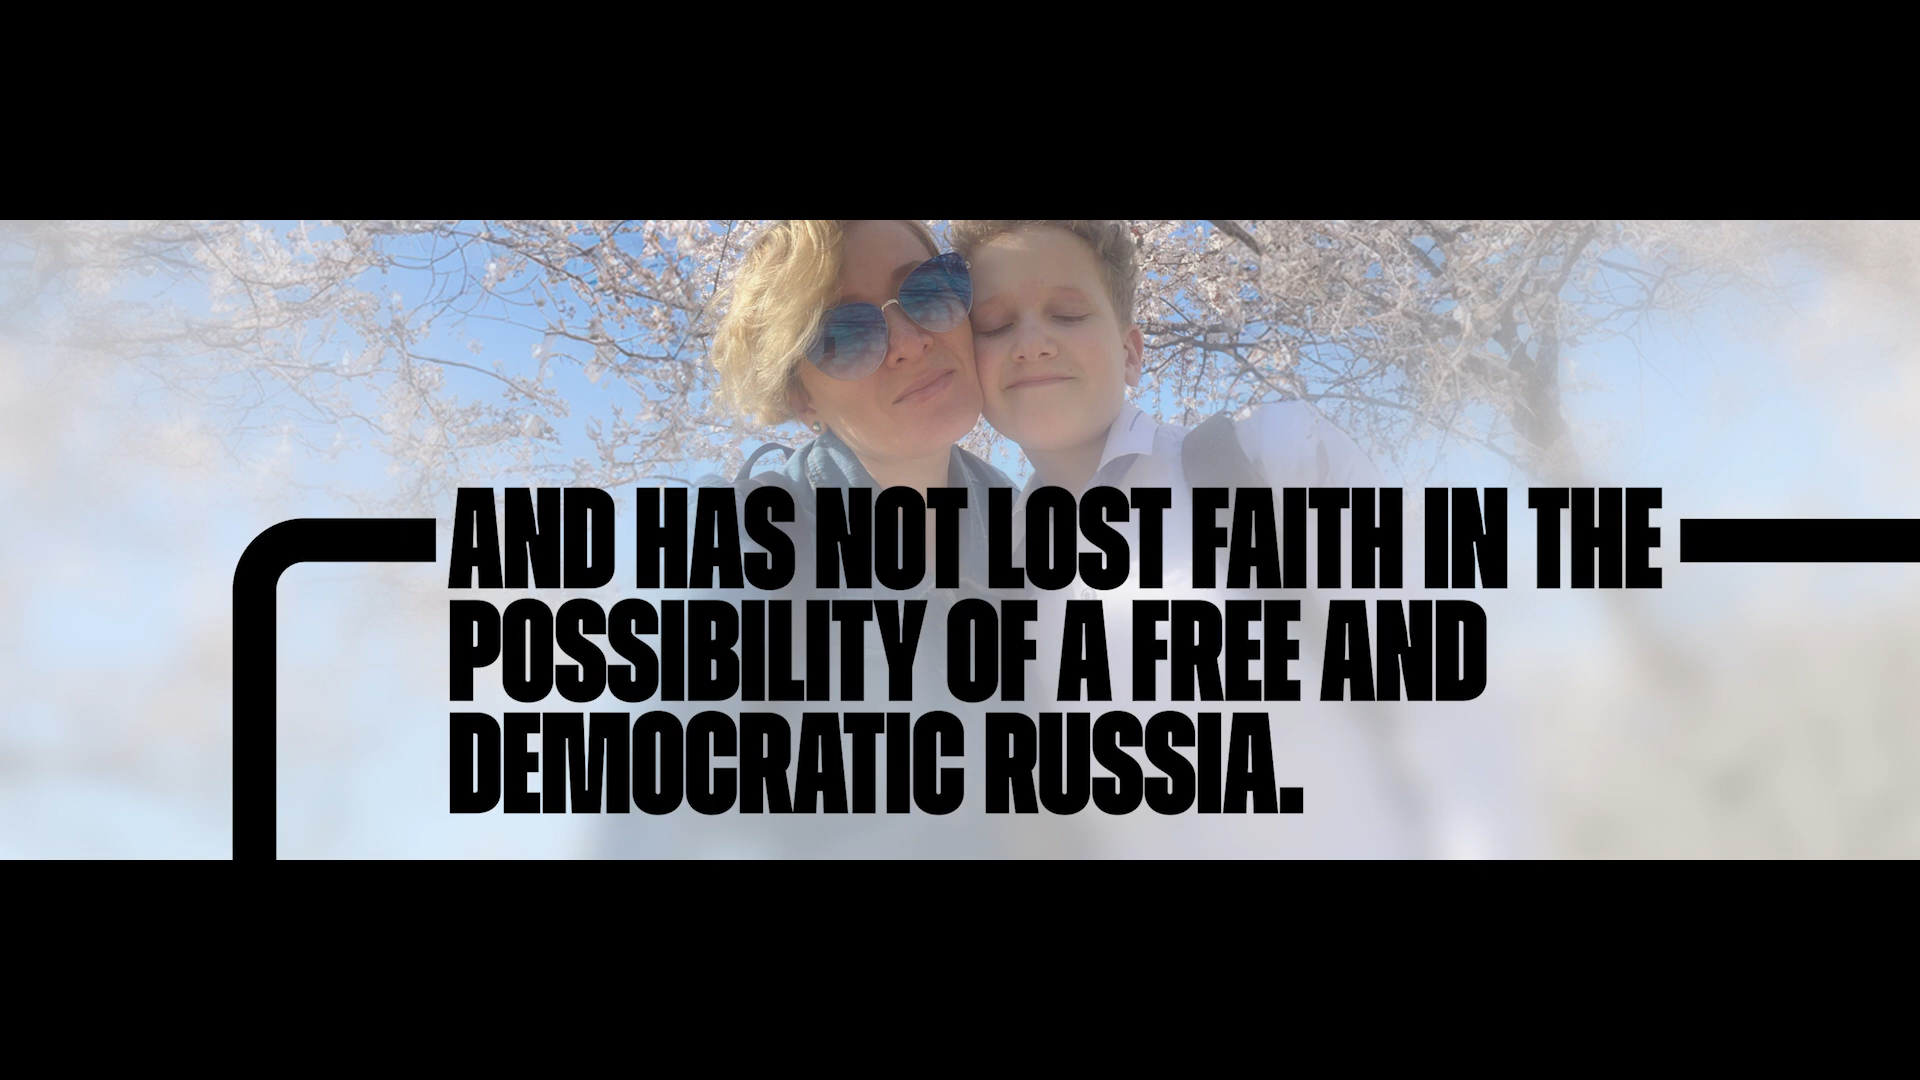 AND HAS NOT LOST FAITH IN THE
POSSIBILITY OF A FREE AND
DEMOCRATIC RUSSIA.